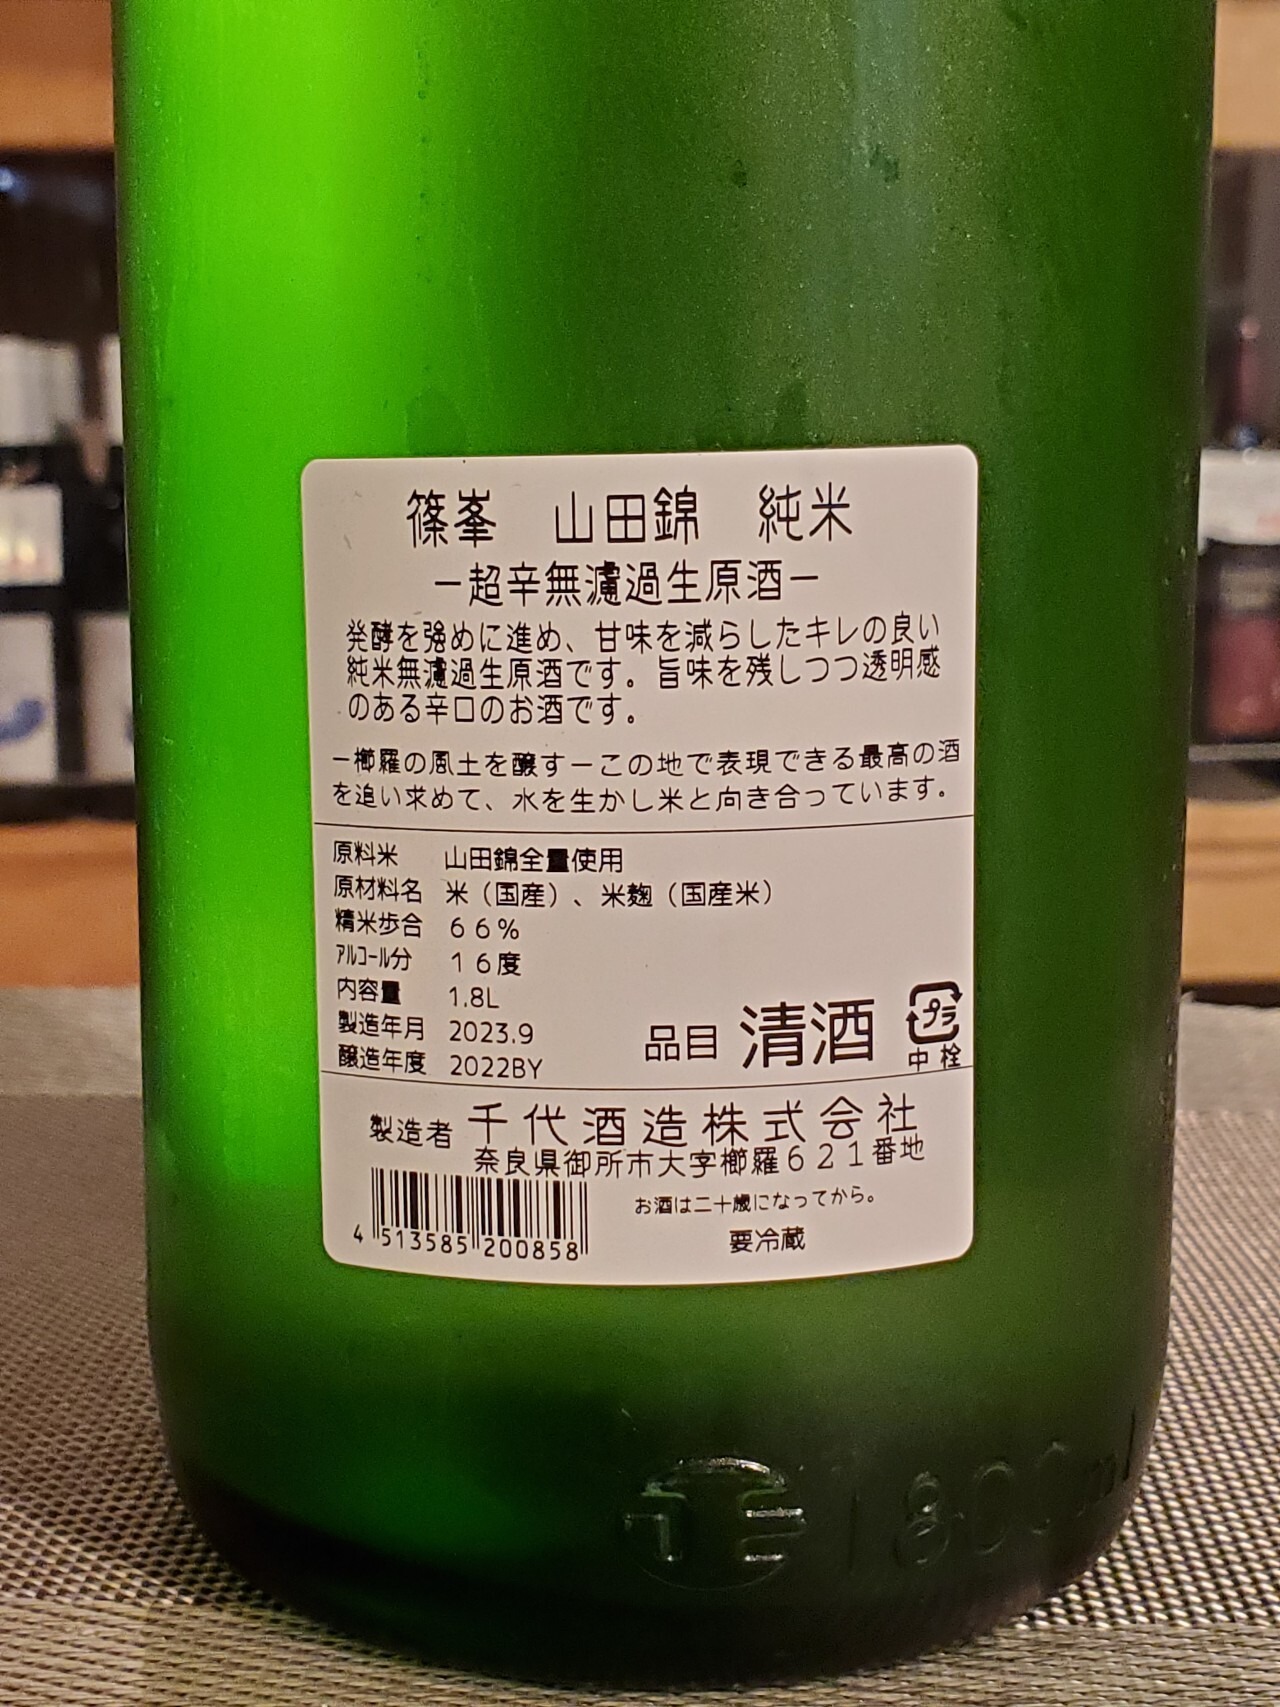 篠峯 山田錦 純米
－超辛無濾過生原酒－
発酵を強めに進め、甘味を減らしたキレの良い
純米無濾過生原酒です。旨味を残しつつ透明感
のある辛口のお酒です。
－櫛羅の風土を醸す－この地で表現できる最高の酒
を追い求めて、水を生かし米と向き合っています。
原料米 山田錦全量使用
原材料名 米（国産）、米麹（国産米）
精米歩合 ６６％
ｱﾙｺｰﾙ分 １６度
内容量 1.8L
製造年月 2023.9
醸造年度 2022BY
品目 清酒
プラ
中栓
製造者 千代酒造株式会社
奈良県御所市大字櫛羅６２１番地
お酒は二十歳になってから。
要冷蔵
4 513585 200858
1800ml